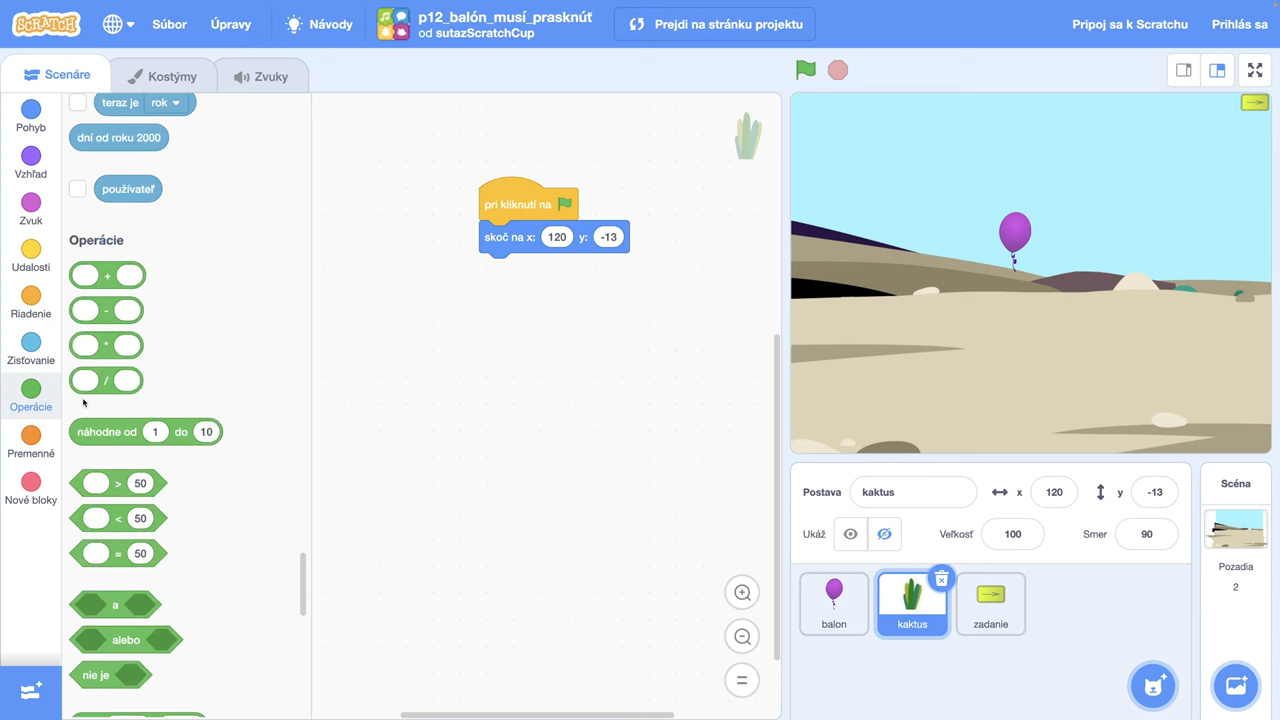 SCRATCH
Súbor
Úpravy
Návody
p12_balón_musí_prasknúť
od sutazScratchCup
Prejdi na stránku projektu
Pripoj sa k Scratchu
Prihlás sa
Scenáre
Kostýmy
Zvuky
Pohyb
Vzhľad
Zvuk
Udalosti
Riadenie
Zisťovanie
Operácie
Premenné
Nové bloky
teraz je rok
dní od roku 2000
používateľ
Operácie
+
-
*
/
náhodne od 1 do 10
> 50
< 50
= 50
a
alebo
nie je
pri kliknutí na
skoč na x: 120 y: -13
Postava kaktus x 120 y -13
Ukáž Veľkosť 100 Smer 90
balon
kaktus
zadanie
Scéna
Pozadia
2